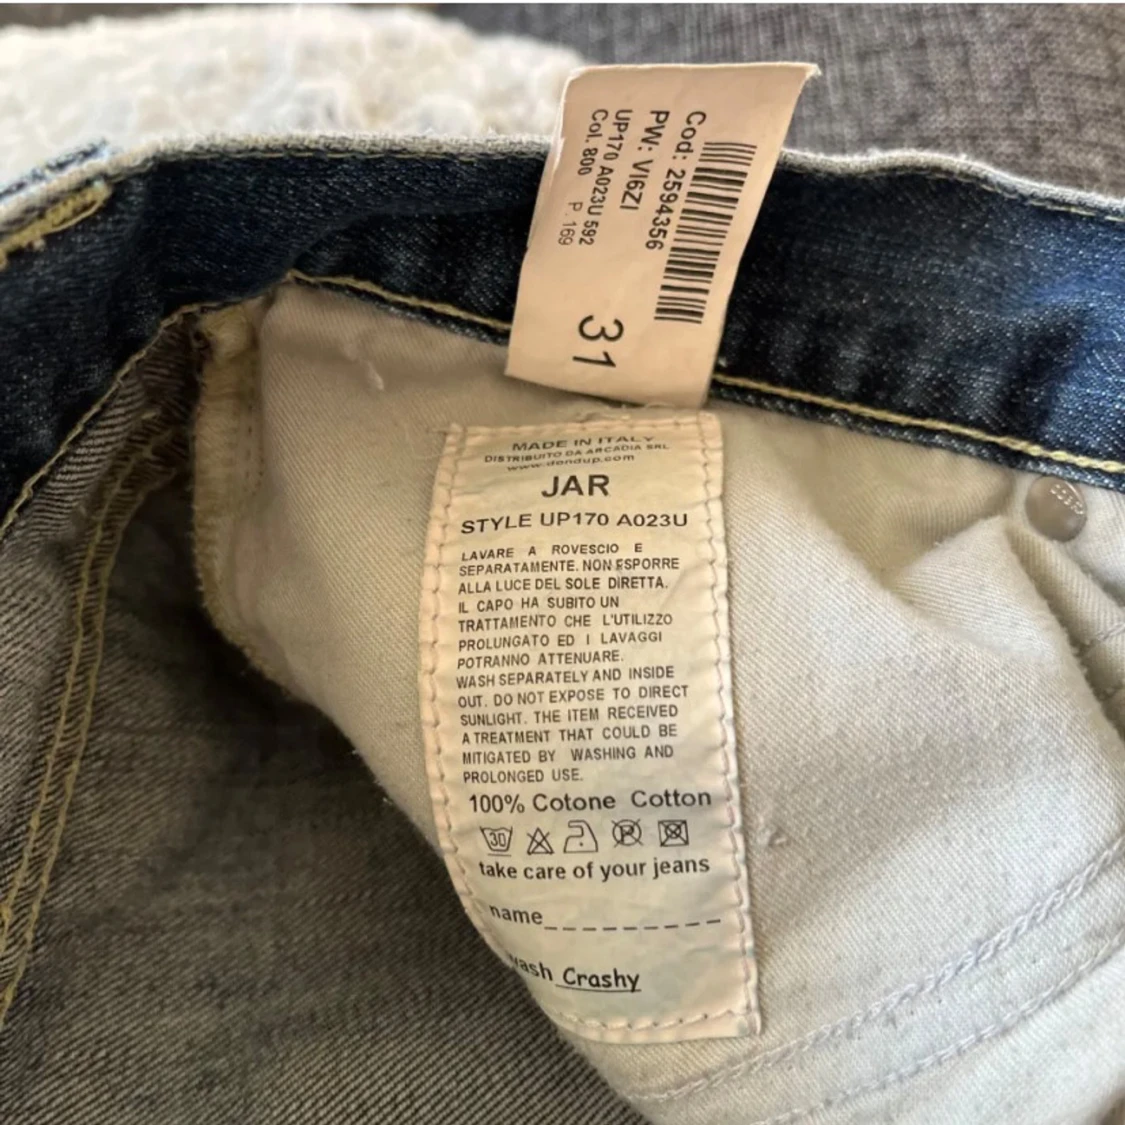 Cod: 2594356
PW: VI6ZI
UP170 A023U 592
Col. 800 P. 169
31
MADE IN ITALY
DISTRIBUITO DA ARCADIA SRL
www.dondup.com
JAR
STYLE UP170 A023U
LAVARE A ROVESCIO E
SEPARATAMENTE. NON ESPORRE
ALLA LUCE DEL SOLE DIRETTA.
IL CAPO HA SUBITO UN
TRATTAMENTO CHE L'UTILIZZO
PROLUNGATO ED I LAVAGGI
POTRANNO ATTENUARE.
WASH SEPARATELY AND INSIDE
OUT. DO NOT EXPOSE TO DIRECT
SUNLIGHT. THE ITEM RECEIVED
A TREATMENT THAT COULD BE
MITIGATED BY WASHING AND
PROLONGED USE.
100% Cotone Cotton
30 P
take care of your jeans
name_________
wash Crashy